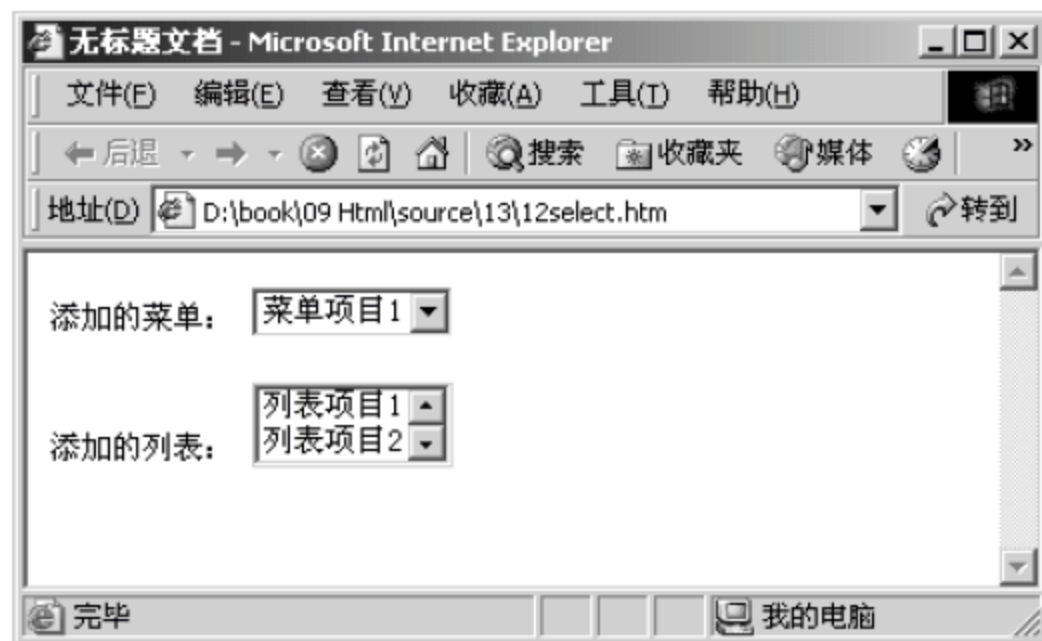 无标题文档 - Microsoft Internet Explorer
文件(F) 编辑(E) 查看(V) 收藏(A) 工具(T) 帮助(H)
后退 搜索 收藏夹 媒体 »
地址(D) D:\book\09 Html\source\13\12select.htm 转到
添加的菜单： 菜单项目1
列表项目1
添加的列表： 列表项目2
完毕 我的电脑